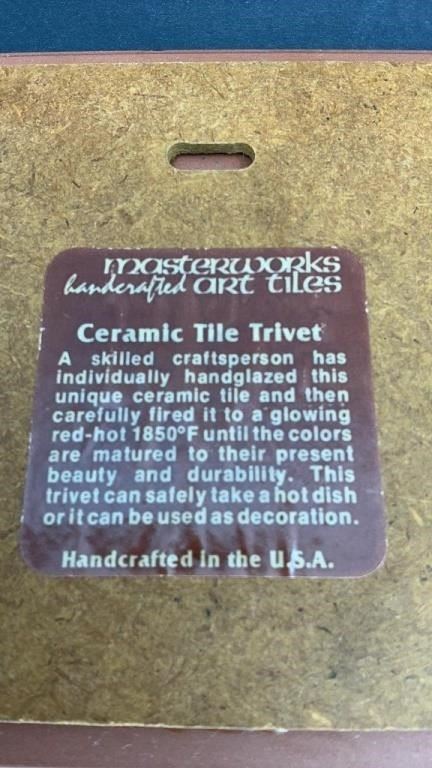 masterworks
handcrafted art tiles
Ceramic Tile Trivet
A skilled craftsperson has
individually handglazed this
unique ceramic tile and then
carefully fired it to a glowing
red-hot 1850°F until the colors
are matured to their present
beauty and durability. This
trivet can safely take a hot dish
or it can be used as decoration.
Handcrafted in the U.S.A.